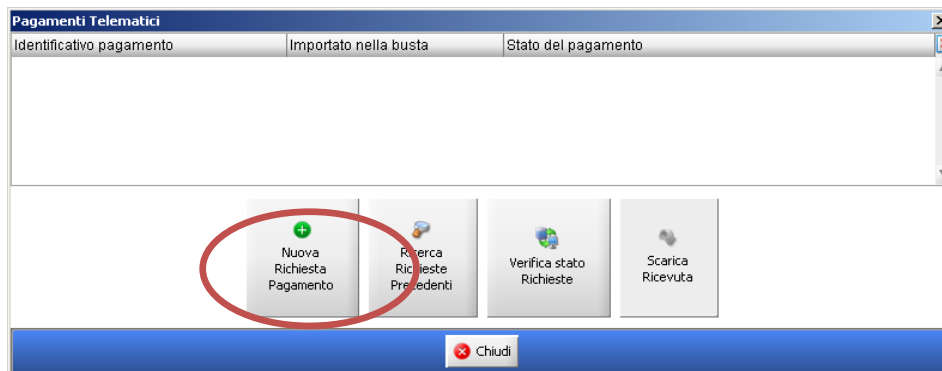 Pagamenti Telematici
Identificativo pagamento Importato nella busta Stato del pagamento
Nuova
Richiesta
Pagamento
Ricerca
Richieste
Precedenti
Verifica stato
Richieste
Scarica
Ricevuta
Chiudi